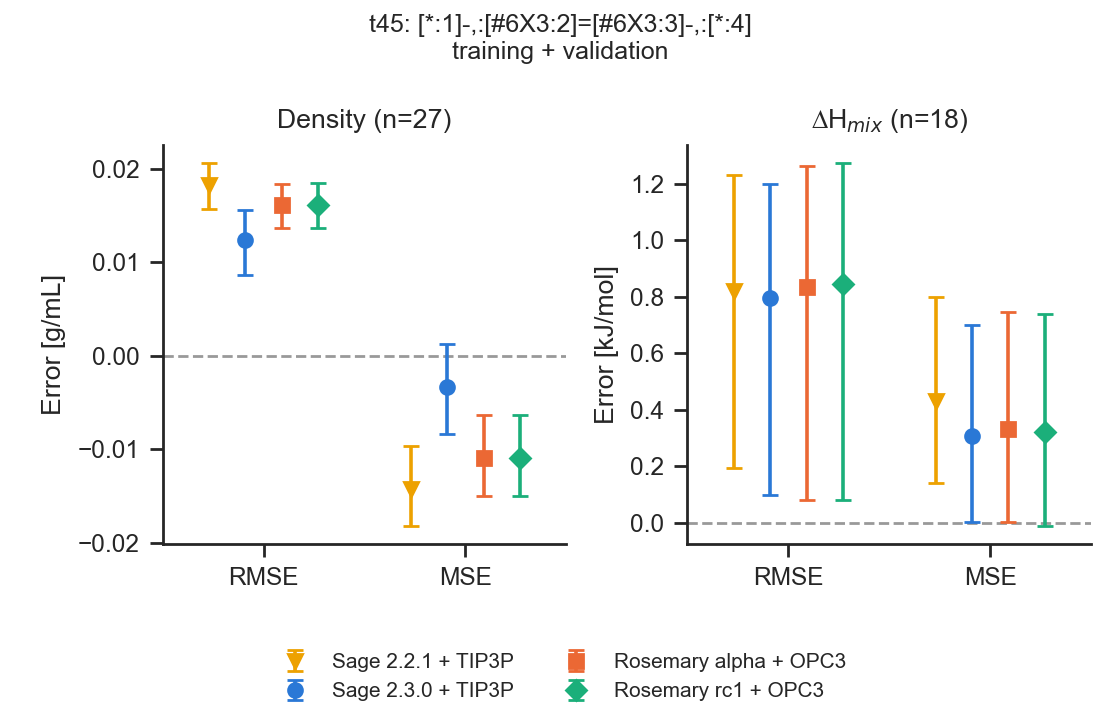 t45: [*:1]-,:[#6X3:2]=[#6X3:3]-,:[*:4]
training + validation
Density (n=27)
Error [g/mL]
0.02
0.01
0.00
−0.01
−0.02
RMSE
MSE
ΔH_mix (n=18)
Error [kJ/mol]
1.2
1.0
0.8
0.6
0.4
0.2
0.0
RMSE
MSE
Sage 2.2.1 + TIP3P
Sage 2.3.0 + TIP3P
Rosemary alpha + OPC3
Rosemary rc1 + OPC3